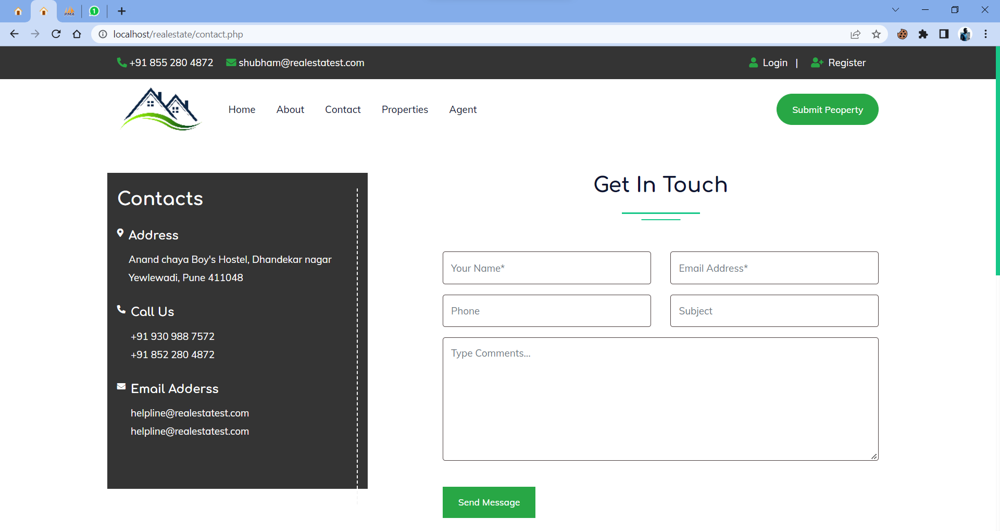 PMA
1
localhost/realestate/contact.php
+91 855 280 4872 shubham@realestatest.com Login | Register
Home About Contact Properties Agent Submit Peoperty
Contacts
Address
Anand chaya Boy's Hostel, Dhandekar nagar
Yewlewadi, Pune 411048
Call Us
+91 930 988 7572
+91 852 280 4872
Email Adderss
helpline@realestatest.com
helpline@realestatest.com
Get In Touch
Your Name* Email Address*
Phone Subject
Type Comments...
Send Message